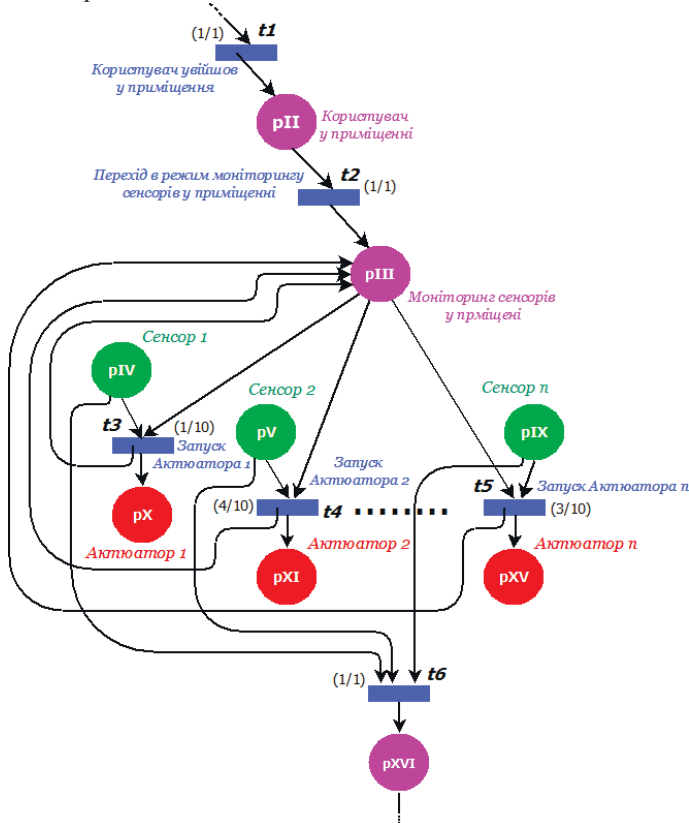 (1/1) t1
Користувач увійшов
у приміщення
pII
Користувач
у приміщенні
Перехід в режим моніторингу
сенсорів у приміщенні
t2
(1/1)
pIII
Моніторинг сенсорів
у прміщені
Сенсор 1
pIV
Сенсор 2
Сенсор n
t3
(1/10)
pV
pIX
Запуск
Актюатора 1
Запуск
Актюатора 2
t5
Запуск Актюатора n
(4/10)
t4
(3/10)
pX
Актюатор 1
Актюатор 2
Актюатор n
pXI
pXV
(1/1)
t6
pXVI